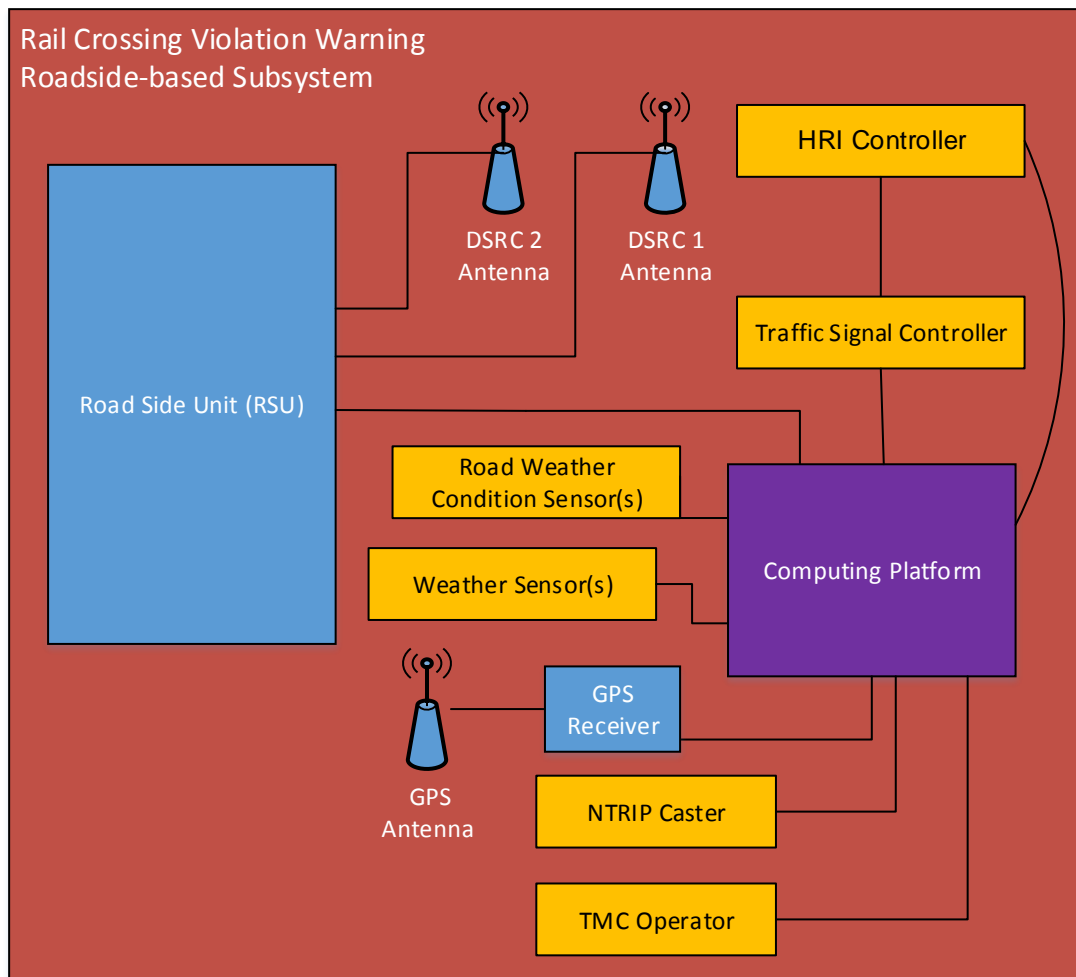 Rail Crossing Violation Warning
Roadside-based Subsystem
HRI Controller
DSRC 2
Antenna
DSRC 1
Antenna
Traffic Signal Controller
Road Side Unit (RSU)
Road Weather
Condition Sensor(s)
Weather Sensor(s)
Computing Platform
GPS
Receiver
GPS
Antenna
NTRIP Caster
TMC Operator